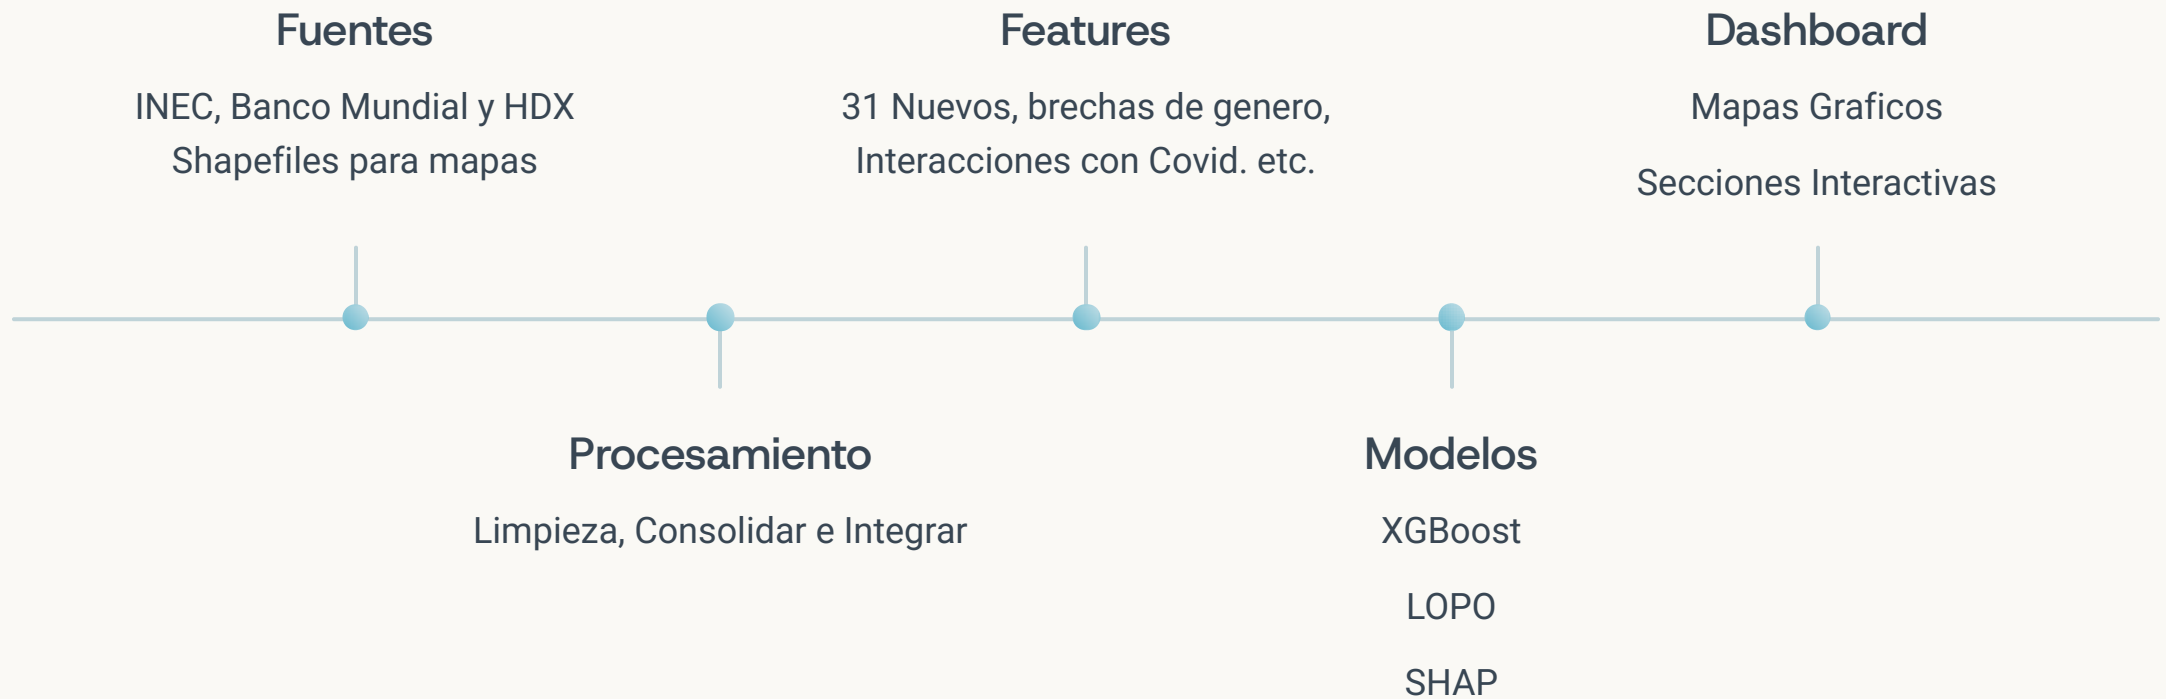 Fuentes
INEC, Banco Mundial y HDX
Shapefiles para mapas
Procesamiento
Limpieza, Consolidar e Integrar
Features
31 Nuevos, brechas de genero,
Interacciones con Covid. etc.
Modelos
XGBoost
LOPO
SHAP
Dashboard
Mapas Graficos
Secciones Interactivas